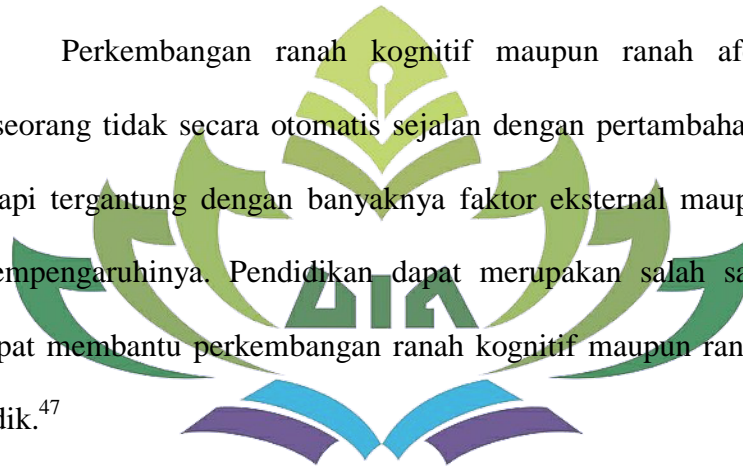 Perkembangan ranah kognitif maupun ranah af
seorang tidak secara otomatis sejalan dengan pertambaha
api tergantung dengan banyaknya faktor eksternal maup
empengaruhinya. Pendidikan dapat merupakan salah sa
pat membantu perkembangan ranah kognitif maupun ran
dik.47